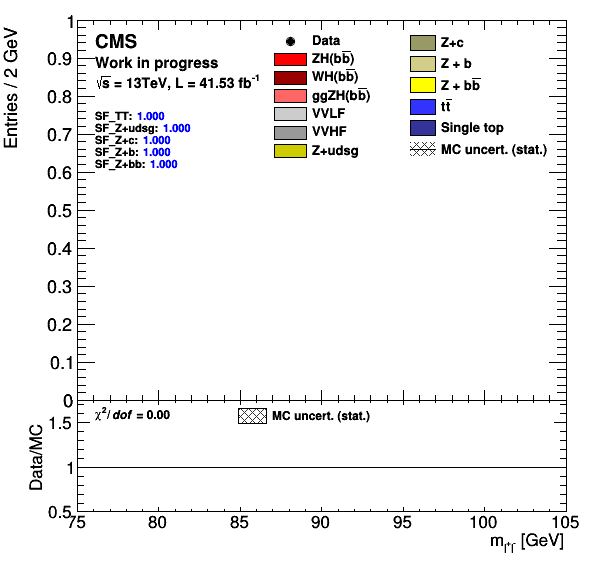 Entries / 2 GeV
1
0.9
0.8
0.7
0.6
0.5
0.4
0.3
0.2
0.1
0
CMS
Work in progress
√s = 13TeV, L = 41.53 fb⁻¹
SF_TT: 1.000
SF_Z+udsg: 1.000
SF_Z+c: 1.000
SF_Z+b: 1.000
SF_Z+bb: 1.000
Data
ZH(bb̅)
WH(bb̅)
ggZH(bb̅)
VVLF
VVHF
Z+udsg
Z+c
Z + b
Z + bb̅
tt̅
Single top
MC uncert. (stat.)
Data/MC
1.5
1
0.5
χ²/dof = 0.00
MC uncert. (stat.)
75 80 85 90 95 100 105
m_l⁺l⁻ [GeV]